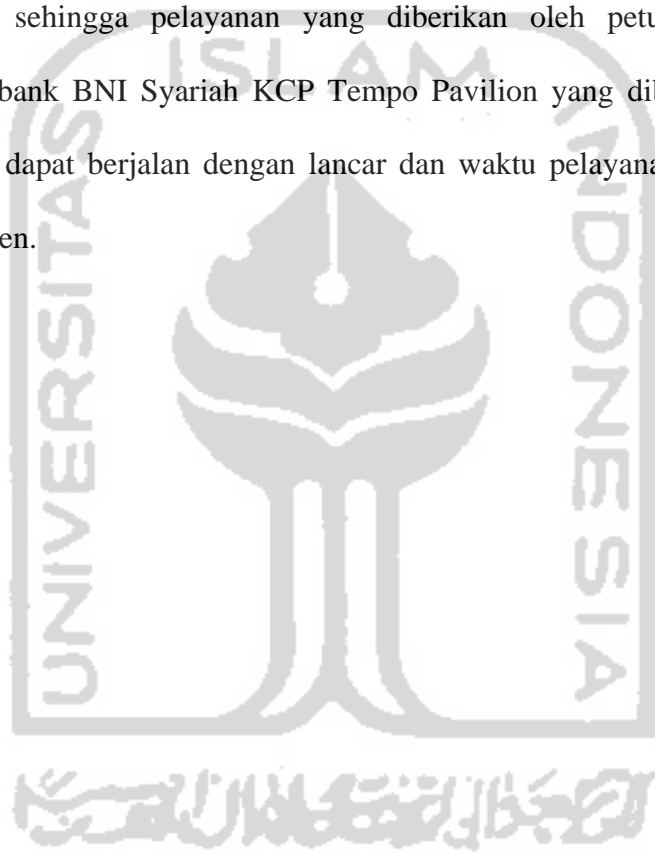 sehingga pelayanan yang diberikan oleh petu
bank BNI Syariah KCP Tempo Pavilion yang dib
dapat berjalan dengan lancar dan waktu pelayana
en.
ISLAM
UNIVERSITAS
INDONESIA